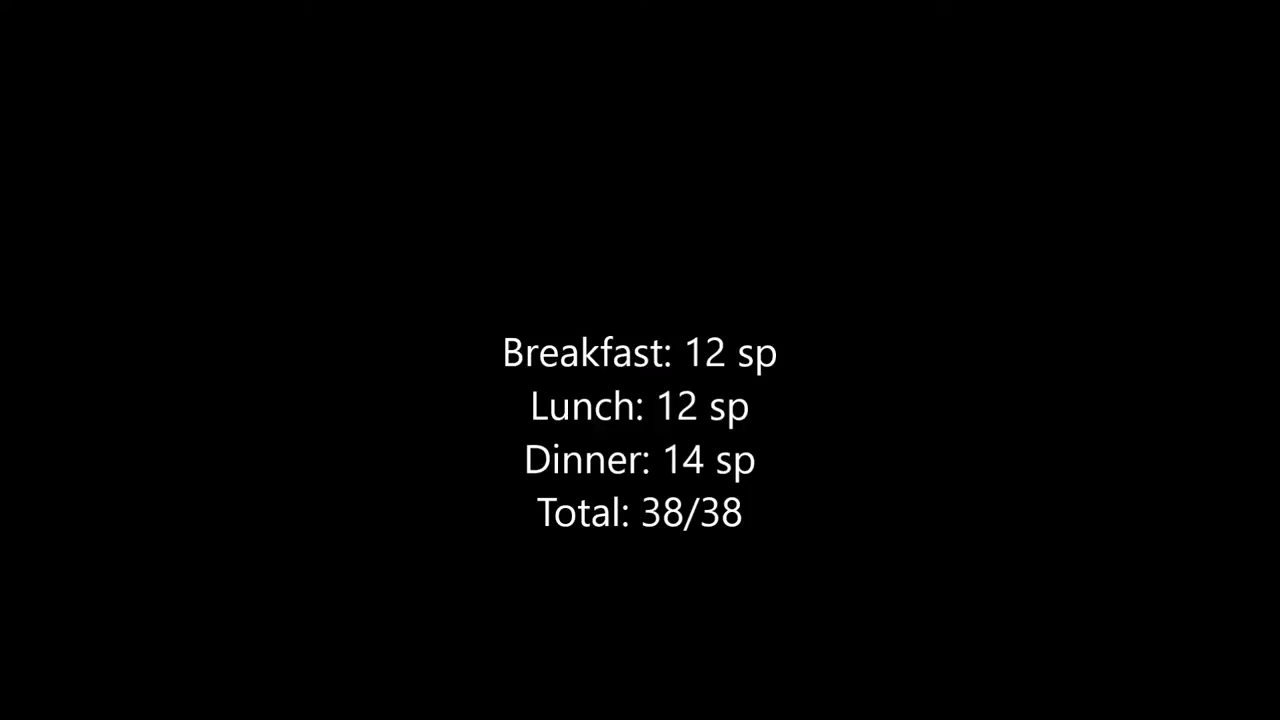 Breakfast: 12 sp
Lunch: 12 sp
Dinner: 14 sp
Total: 38/38